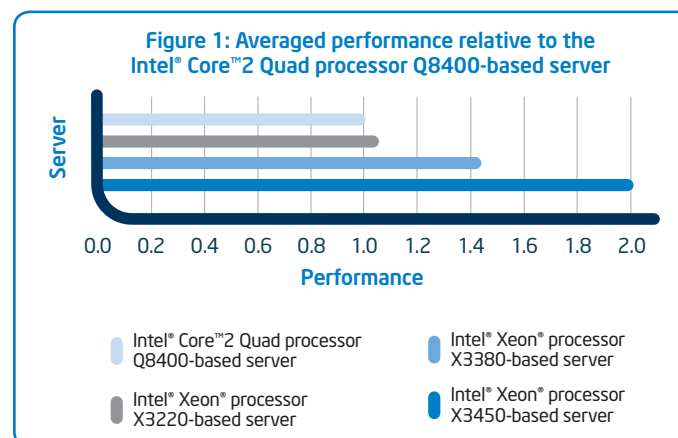 Figure 1: Averaged performance relative to the
Intel® Core™2 Quad processor Q8400-based server
Server
0.0 0.2 0.4 0.6 0.8 1.0 1.2 1.4 1.6 1.8 2.0
Performance
Intel® Core™2 Quad processor
Q8400-based server
Intel® Xeon® processor
X3220-based server
Intel® Xeon® processor
X3380-based server
Intel® Xeon® processor
X3450-based server